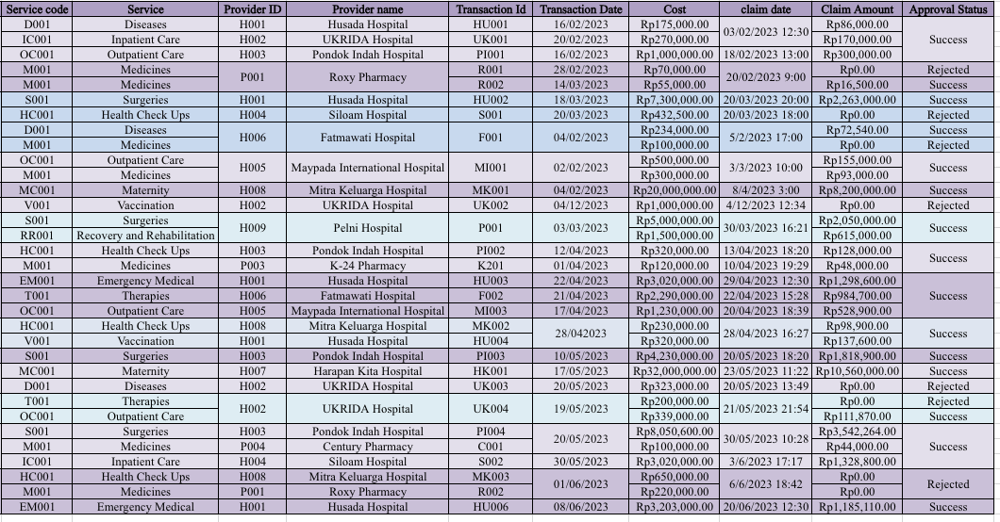 Service code Service Provider ID Provider name Transaction Id Transaction Date Cost claim date Claim Amount Approval Status
D001 Diseases H001 Husada Hospital HU001 16/02/2023 Rp175,000.00 03/02/2023 12:30 Rp86,000.00 Success
IC001 Inpatient Care H002 UKRIDA Hospital UK001 20/02/2023 Rp270,000.00 Rp170,000.00
OC001 Outpatient Care H003 Pondok Indah Hospital PI001 16/02/2023 Rp1,000,000.00 18/02/2023 13:00 Rp300,000.00
M001 Medicines P001 Roxy Pharmacy R001 28/02/2023 Rp70,000.00 20/02/2023 9:00 Rp0.00 Rejected
M001 Medicines R002 14/03/2023 Rp55,000.00 Rp16,500.00 Success
S001 Surgeries H001 Husada Hospital HU002 18/03/2023 Rp7,300,000.00 20/03/2023 20:00 Rp2,263,000.00 Success
HC001 Health Check Ups H004 Siloam Hospital S001 20/03/2023 Rp432,500.00 20/03/2023 18:00 Rp0.00 Rejected
D001 Diseases H006 Fatmawati Hospital F001 04/02/2023 Rp234,000.00 5/2/2023 17:00 Rp72,540.00 Success
M001 Medicines Rp100,000.00 Rp0.00 Rejected
OC001 Outpatient Care H005 Maypada International Hospital MI001 02/02/2023 Rp500,000.00 3/3/2023 10:00 Rp155,000.00 Success
M001 Medicines Rp300,000.00 Rp93,000.00
MC001 Maternity H008 Mitra Keluarga Hospital MK001 04/02/2023 Rp20,000,000.00 8/4/2023 3:00 Rp8,200,000.00 Success
V001 Vaccination H002 UKRIDA Hospital UK002 04/12/2023 Rp1,000,000.00 4/12/2023 12:34 Rp0.00 Rejected
S001 Surgeries H009 Pelni Hospital P001 03/03/2023 Rp5,000,000.00 30/03/2023 16:21 Rp2,050,000.00 Success
RR001 Recovery and Rehabilitation Rp1,500,000.00 Rp615,000.00
HC001 Health Check Ups H003 Pondok Indah Hospital PI002 12/04/2023 Rp320,000.00 13/04/2023 18:20 Rp128,000.00 Success
M001 Medicines P003 K-24 Pharmacy K201 01/04/2023 Rp120,000.00 10/04/2023 19:29 Rp48,000.00
EM001 Emergency Medical H001 Husada Hospital HU003 22/04/2023 Rp3,020,000.00 29/04/2023 12:30 Rp1,298,600.00 Success
T001 Therapies H006 Fatmawati Hospital F002 21/04/2023 Rp2,290,000.00 22/04/2023 15:28 Rp984,700.00
OC001 Outpatient Care H005 Maypada International Hospital MI003 17/04/2023 Rp1,230,000.00 20/04/2023 18:39 Rp528,900.00
HC001 Health Check Ups H008 Mitra Keluarga Hospital MK002 28/042023 Rp230,000.00 28/04/2023 16:27 Rp98,900.00 Success
V001 Vaccination H001 Husada Hospital HU004 Rp320,000.00 Rp137,600.00
S001 Surgeries H003 Pondok Indah Hospital PI003 10/05/2023 Rp4,230,000.00 20/05/2023 18:20 Rp1,818,900.00 Success
MC001 Maternity H007 Harapan Kita Hospital HK001 17/05/2023 Rp32,000,000.00 23/05/2023 11:22 Rp10,560,000.00 Success
D001 Diseases H002 UKRIDA Hospital UK003 20/05/2023 Rp323,000.00 20/05/2023 13:49 Rp0.00 Rejected
T001 Therapies H002 UKRIDA Hospital UK004 19/05/2023 Rp200,000.00 21/05/2023 21:54 Rp0.00 Rejected
OC001 Outpatient Care Rp339,000.00 Rp111,870.00 Success
S001 Surgeries H003 Pondok Indah Hospital PI004 20/05/2023 Rp8,050,600.00 30/05/2023 10:28 Rp3,542,264.00 Success
M001 Medicines P004 Century Pharmacy C001 Rp100,000.00 Rp44,000.00
IC001 Inpatient Care H004 Siloam Hospital S002 30/05/2023 Rp3,020,000.00 3/6/2023 17:17 Rp1,328,800.00
HC001 Health Check Ups H008 Mitra Keluarga Hospital MK003 01/06/2023 Rp650,000.00 6/6/2023 18:42 Rp0.00 Rejected
M001 Medicines P001 Roxy Pharmacy R002 Rp220,000.00 Rp0.00
EM001 Emergency Medical H001 Husada Hospital HU006 08/06/2023 Rp3,203,000.00 20/06/2023 12:30 Rp1,185,110.00 Success